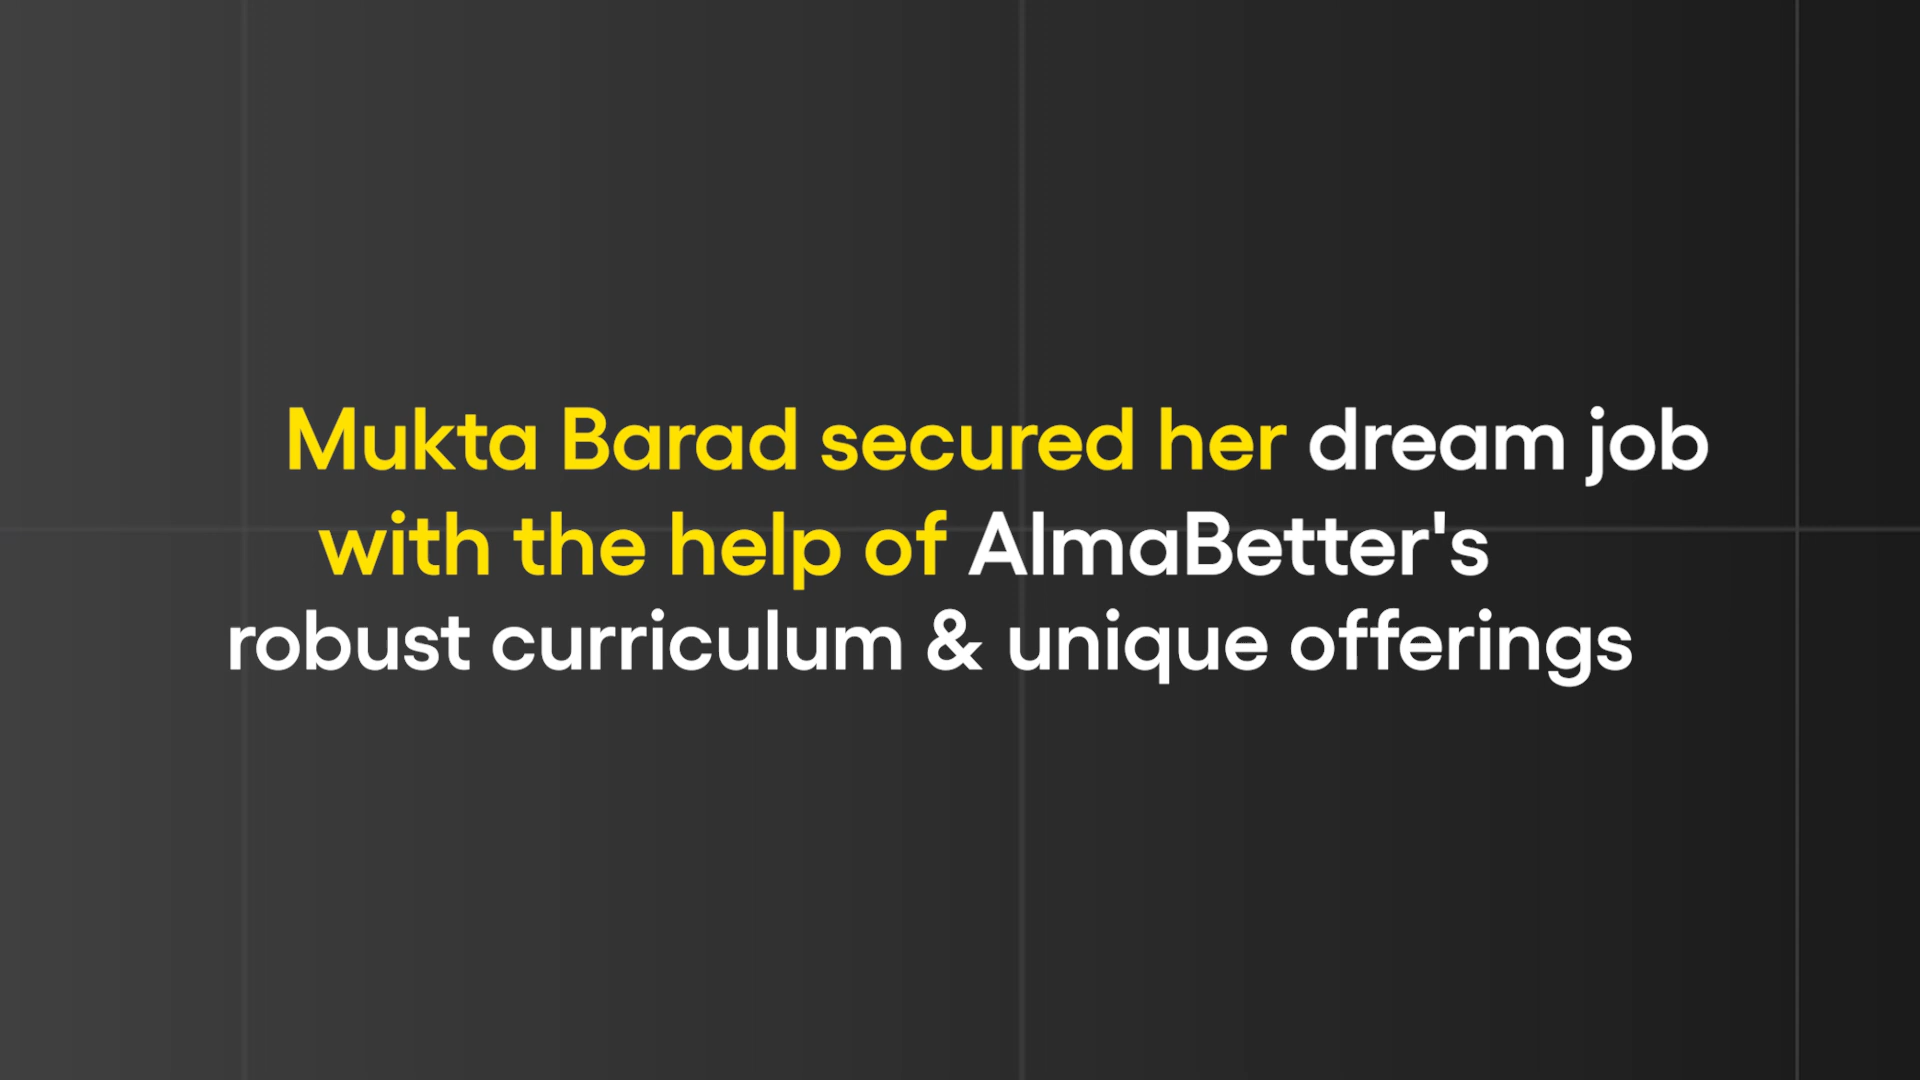 Mukta Barad secured her dream job
with the help of AlmaBetter's
robust curriculum & unique offerings